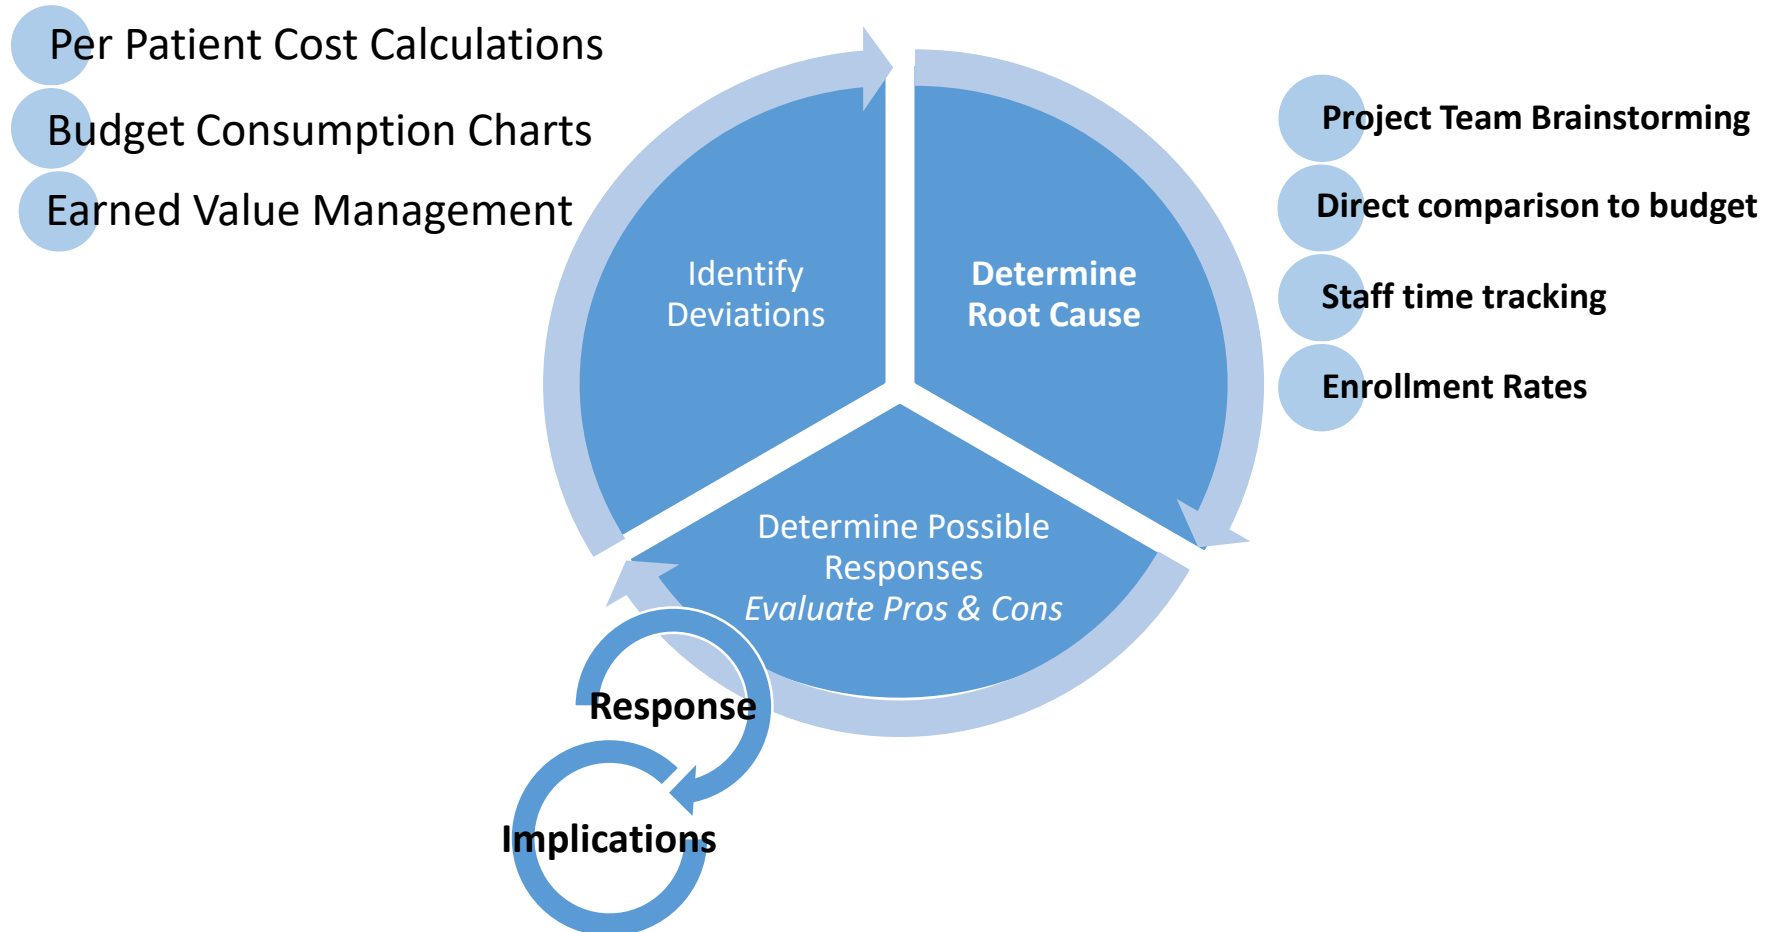 Per Patient Cost Calculations
Budget Consumption Charts
Earned Value Management
Identify
Deviations
Determine
Root Cause
Project Team Brainstorming
Direct comparison to budget
Staff time tracking
Enrollment Rates
Determine Possible
Responses
Evaluate Pros & Cons
Response
Implications